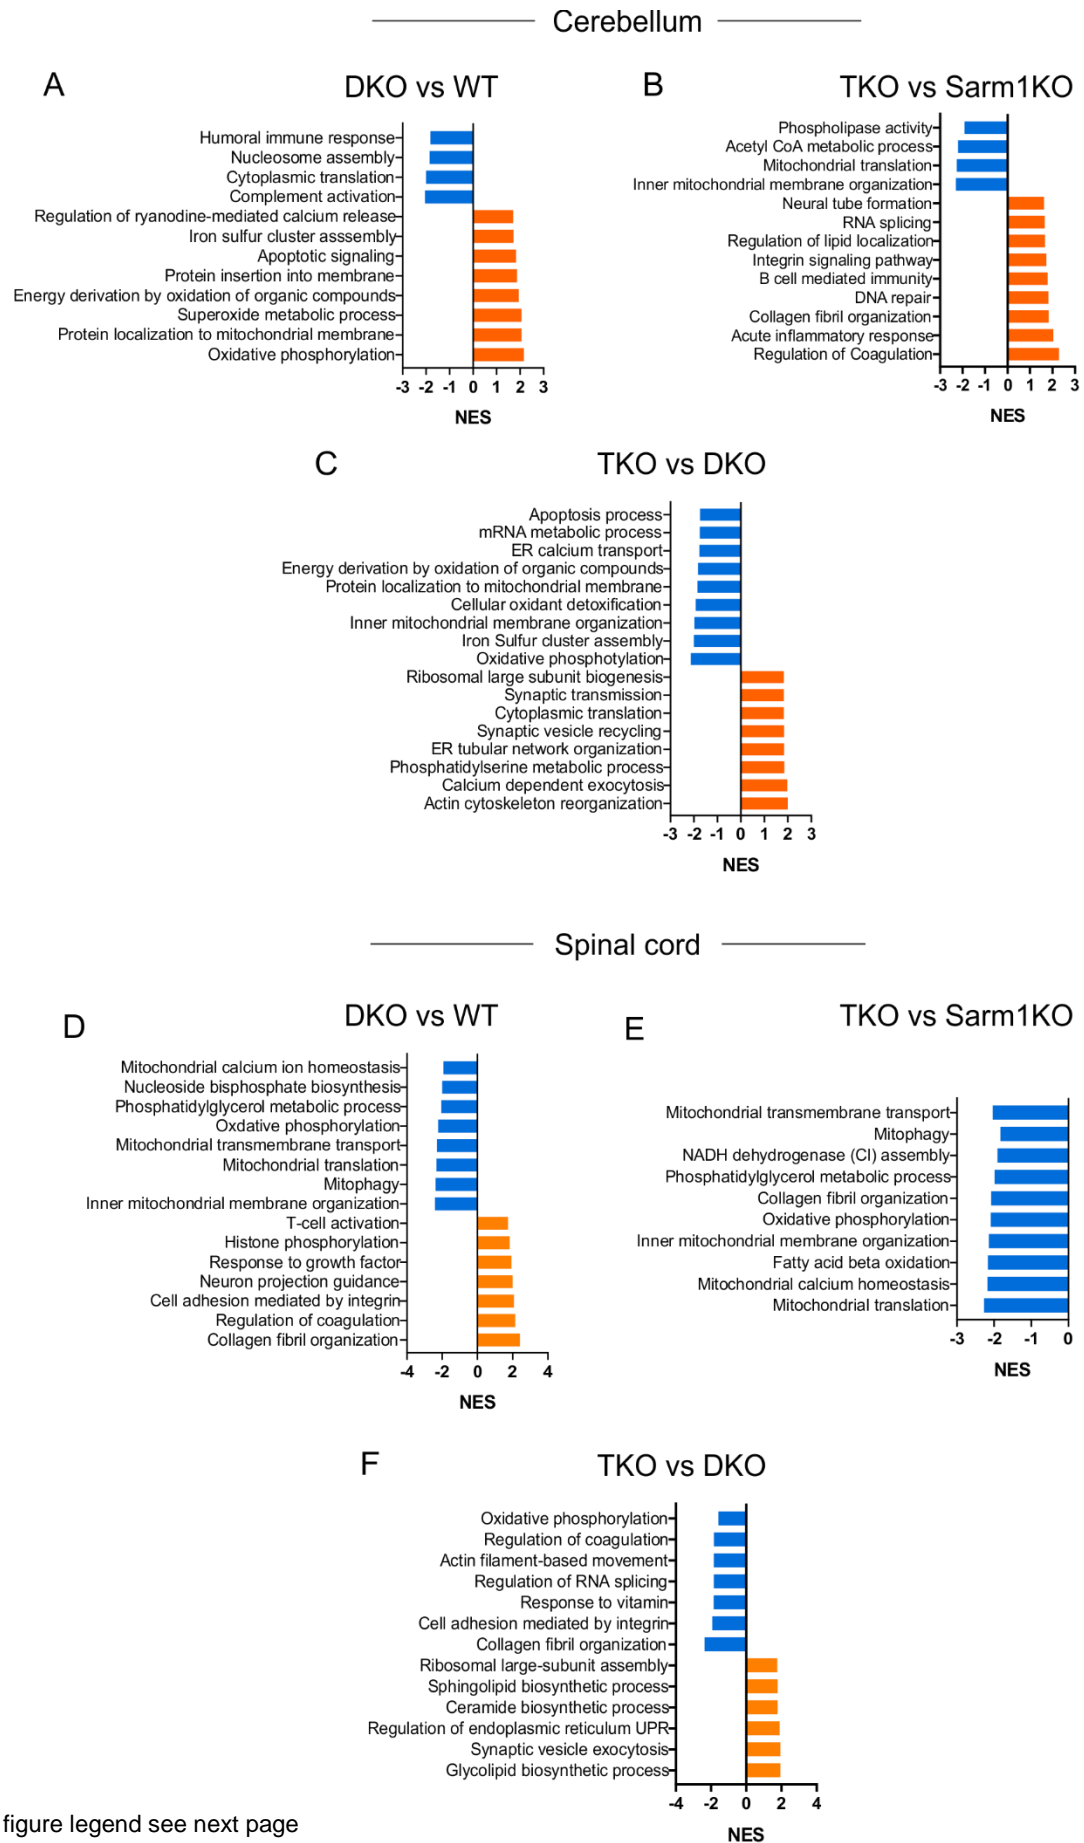 Cerebellum
A
DKO vs WT
Humoral immune response
Nucleosome assembly
Cytoplasmic translation
Complement activation
Regulation of ryanodine-mediated calcium release
Iron sulfur cluster asssembly
Apoptotic signaling
Protein insertion into membrane
Energy derivation by oxidation of organic compounds
Superoxide metabolic process
Protein localization to mitochondrial membrane
Oxidative phosphorylation
-3 -2 -1 0 1 2 3
NES
B
TKO vs Sarm1KO
Phospholipase activity
Acetyl CoA metabolic process
Mitochondrial translation
Inner mitochondrial membrane organization
Neural tube formation
RNA splicing
Regulation of lipid localization
Integrin signaling pathway
B cell mediated immunity
DNA repair
Collagen fibril organization
Acute inflammatory response
Regulation of Coagulation
-3 -2 -1 0 1 2 3
NES
C
TKO vs DKO
Apoptosis process
mRNA metabolic process
ER calcium transport
Energy derivation by oxidation of organic compounds
Protein localization to mitochondrial membrane
Cellular oxidant detoxification
Inner mitochondrial membrane organization
Iron Sulfur cluster assembly
Oxidative phosphotylation
Ribosomal large subunit biogenesis
Synaptic transmission
Cytoplasmic translation
Synaptic vesicle recycling
ER tubular network organization
Phosphatidylserine metabolic process
Calcium dependent exocytosis
Actin cytoskeleton reorganization
-3 -2 -1 0 1 2 3
NES
Spinal cord
D
DKO vs WT
Mitochondrial calcium ion homeostasis
Nucleoside bisphosphate biosynthesis
Phosphatidylglycerol metabolic process
Oxdative phosphorylation
Mitochondrial transmembrane transport
Mitochondrial translation
Mitophagy
Inner mitochondrial membrane organization
T-cell activation
Histone phosphorylation
Response to growth factor
Neuron projection guidance
Cell adhesion mediated by integrin
Regulation of coagulation
Collagen fibril organization
-4 -2 0 2 4
NES
E
TKO vs Sarm1KO
Mitochondrial transmembrane transport
Mitophagy
NADH dehydrogenase (CI) assembly
Phosphatidylglycerol metabolic process
Collagen fibril organization
Oxidative phosphorylation
Inner mitochondrial membrane organization
Fatty acid beta oxidation
Mitochondrial calcium homeostasis
Mitochondrial translation
-3 -2 -1 0
NES
F
TKO vs DKO
Oxidative phosphorylation
Regulation of coagulation
Actin filament-based movement
Regulation of RNA splicing
Response to vitamin
Cell adhesion mediated by integrin
Collagen fibril organization
Ribosomal large-subunit assembly
Sphingolipid biosynthetic process
Ceramide biosynthetic process
Regulation of endoplasmic reticulum UPR
Synaptic vesicle exocytosis
Glycolipid biosynthetic process
-4 -2 0 2 4
NES
figure legend see next page